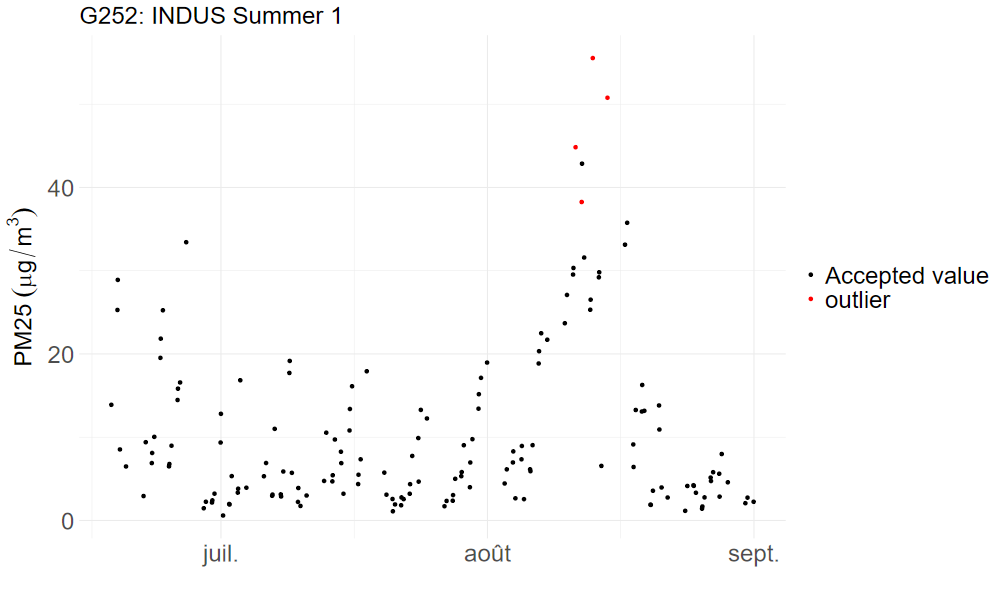 G252: INDUS Summer 1
PM25 (μg/m³)
40
20
0
juil.
août
sept.
Accepted value
outlier